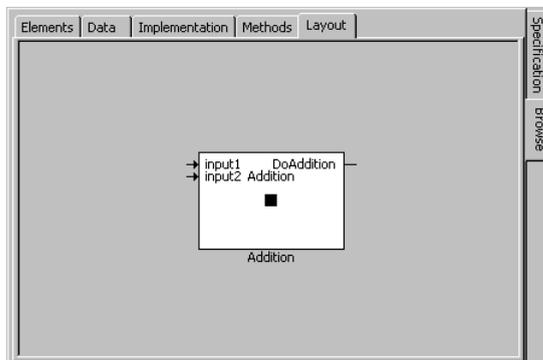 Elements Data Implementation Methods Layout
Specification
Browse
input1 DoAddition
input2 Addition
Addition